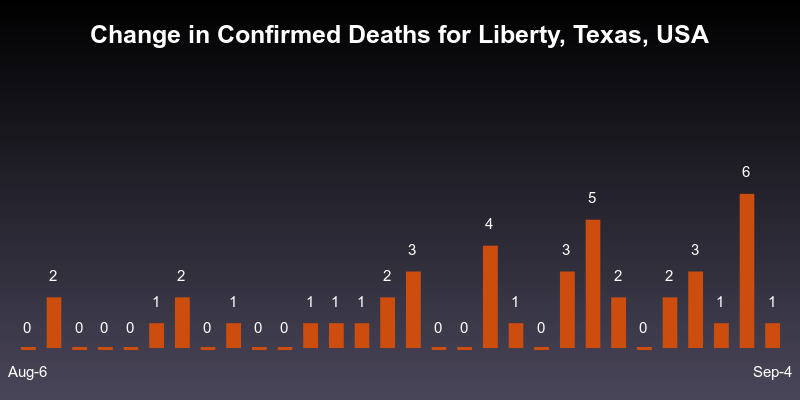 Change in Confirmed Deaths for Liberty, Texas, USA
0 2 0 0 0 1 2 0 1 0 0 1 1 1 2 3 0 0 4 1 0 3 5 2 0 2 3 1 6 1
Aug-6 Sep-4